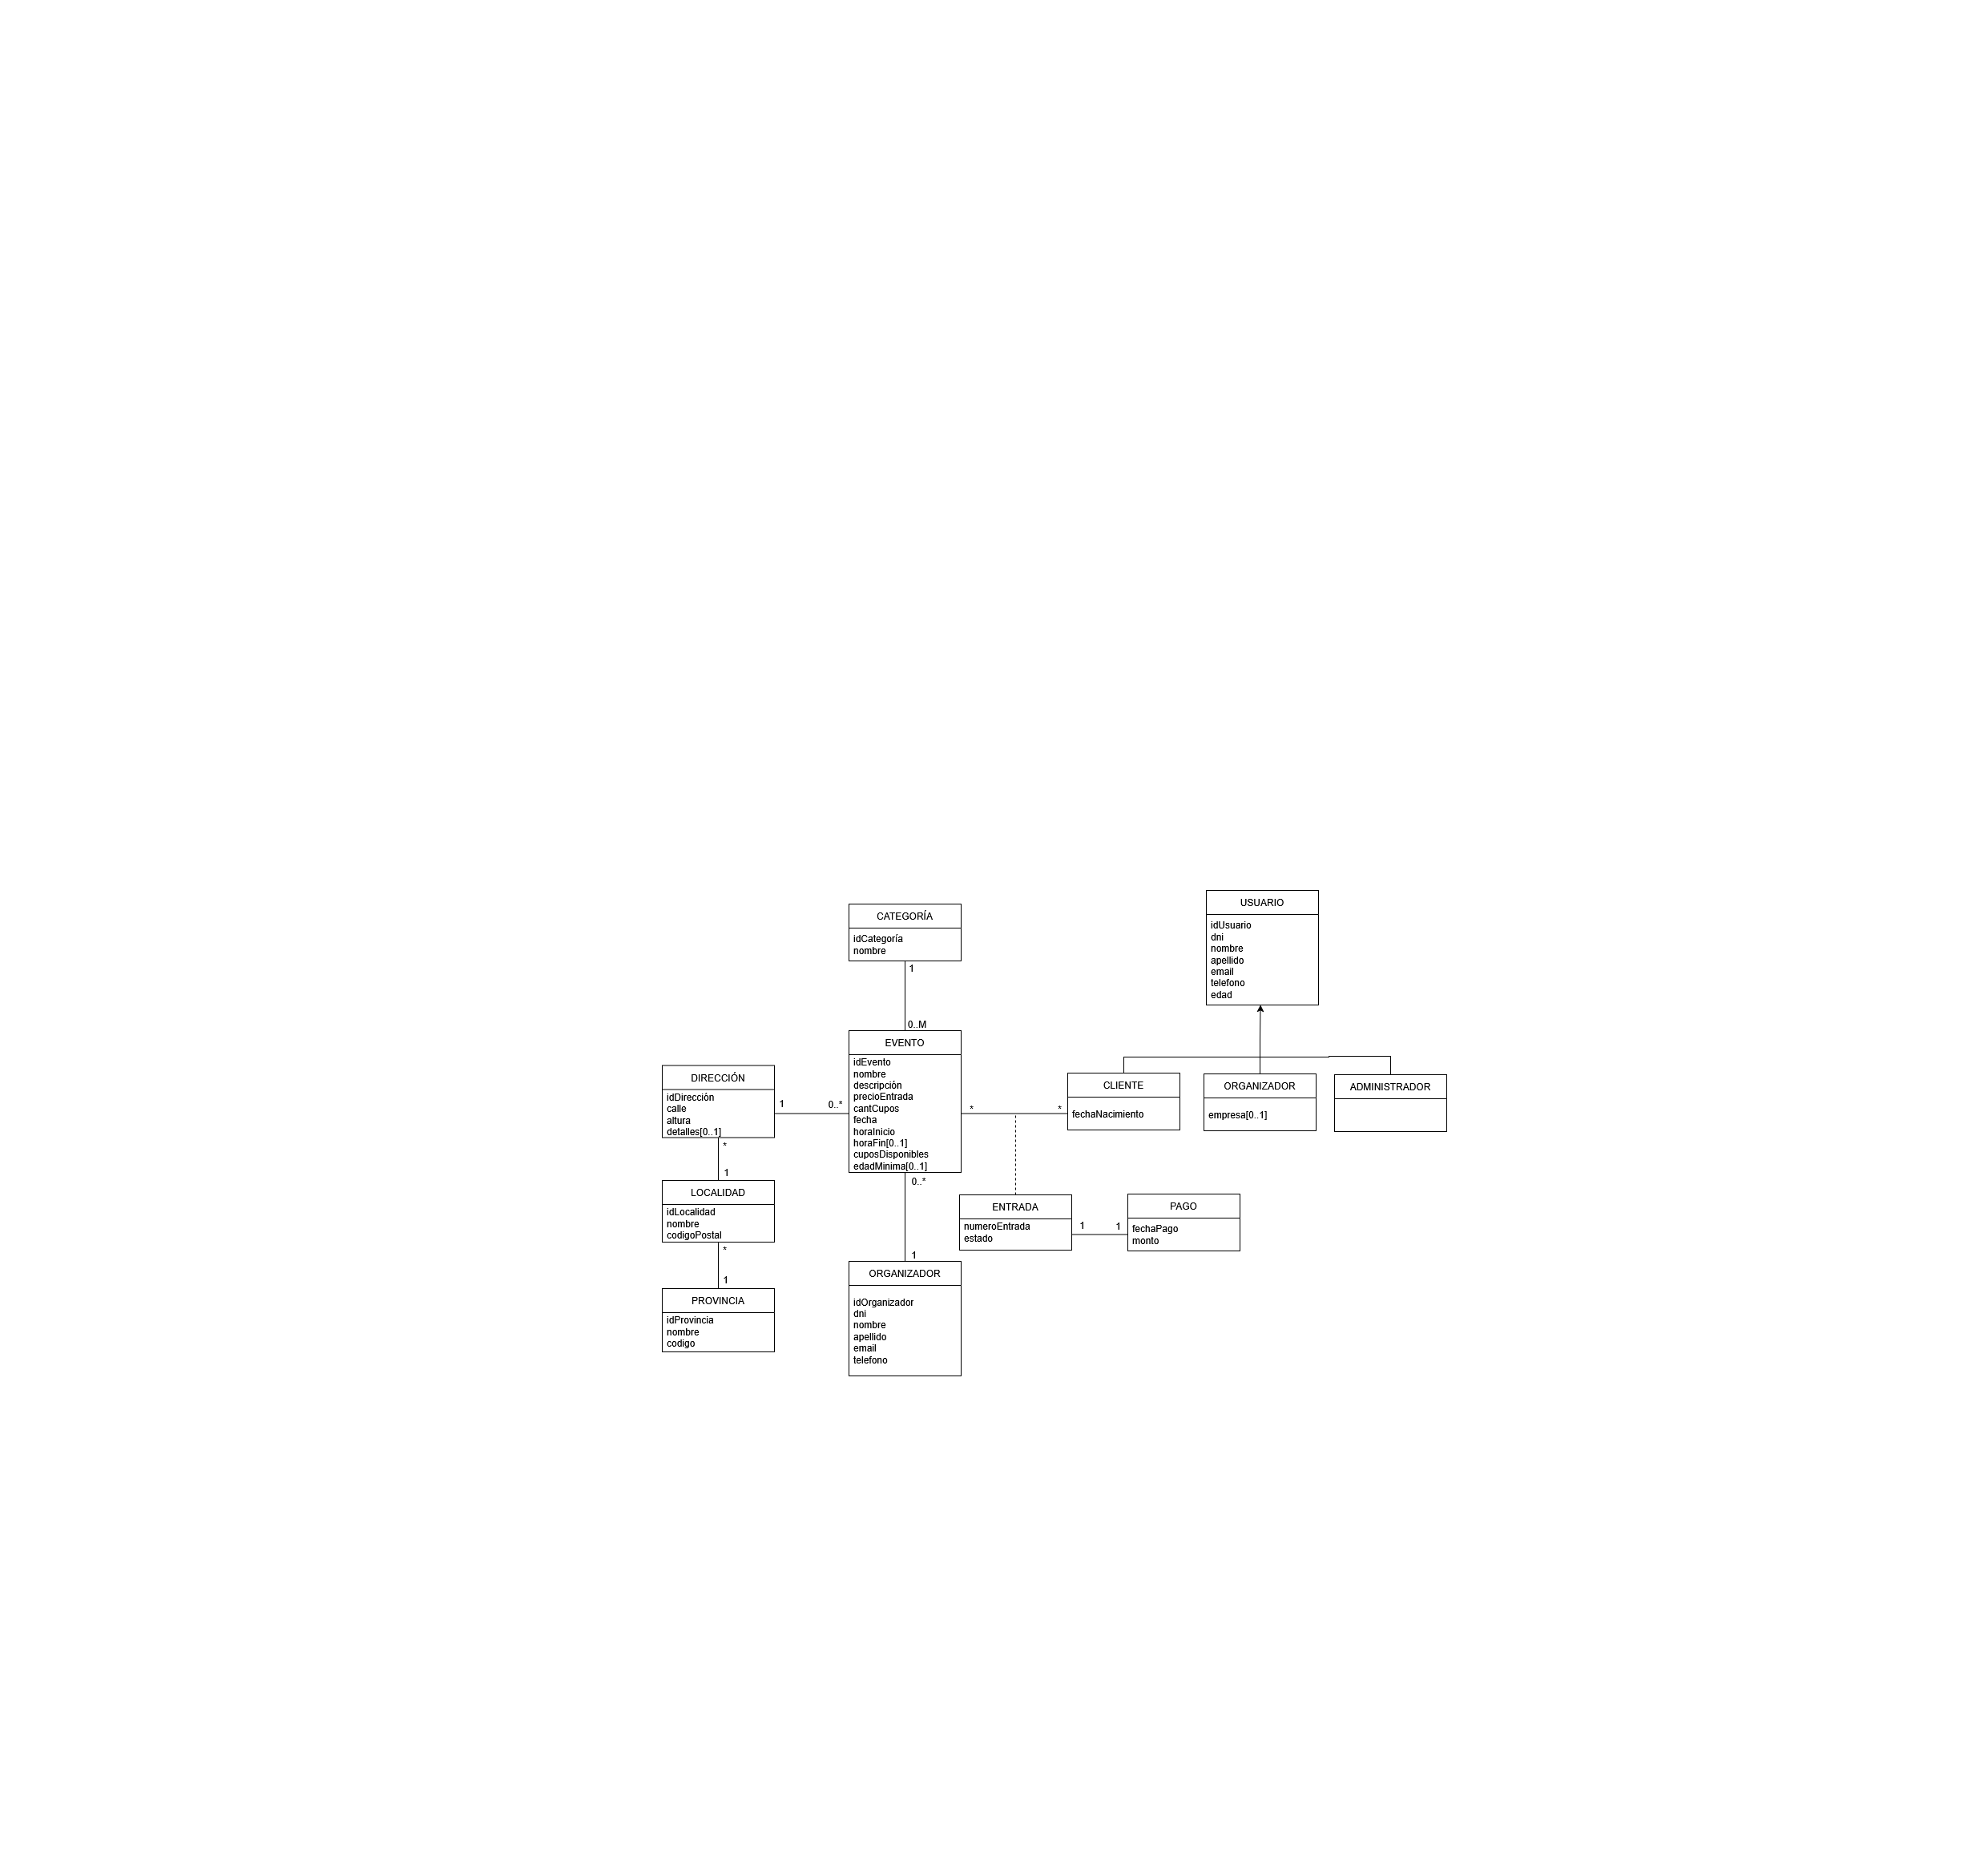 USUARIO
idUsuario
dni
nombre
apellido
email
telefono
edad
CATEGORÍA
idCategoría
nombre
1
0..M
EVENTO
idEvento
nombre
descripción
precioEntrada
cantCupos
fecha
horaInicio
horaFin[0..1]
cuposDisponibles
edadMinima[0..1]
DIRECCIÓN
idDirección
calle
altura
detalles[0..1]
1
0..*
*
*
CLIENTE
fechaNacimiento
ORGANIZADOR
empresa[0..1]
ADMINISTRADOR
*
1
LOCALIDAD
idLocalidad
nombre
codigoPostal
*
1
PROVINCIA
idProvincia
nombre
codigo
0..*
1
ORGANIZADOR
idOrganizador
dni
nombre
apellido
email
telefono
ENTRADA
numeroEntrada
estado
1
1
PAGO
fechaPago
monto